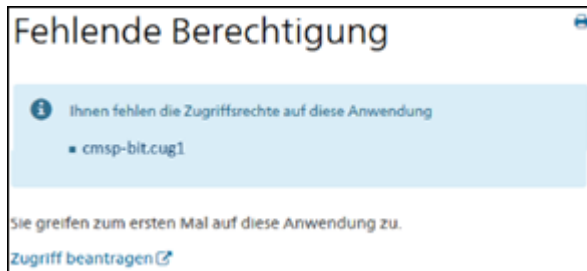 Fehlende Berechtigung
Ihnen fehlen die Zugriffsrechte auf diese Anwendung
▪ cmsp-bit.cug1
Sie greifen zum ersten Mal auf diese Anwendung zu.
Zugriff beantragen